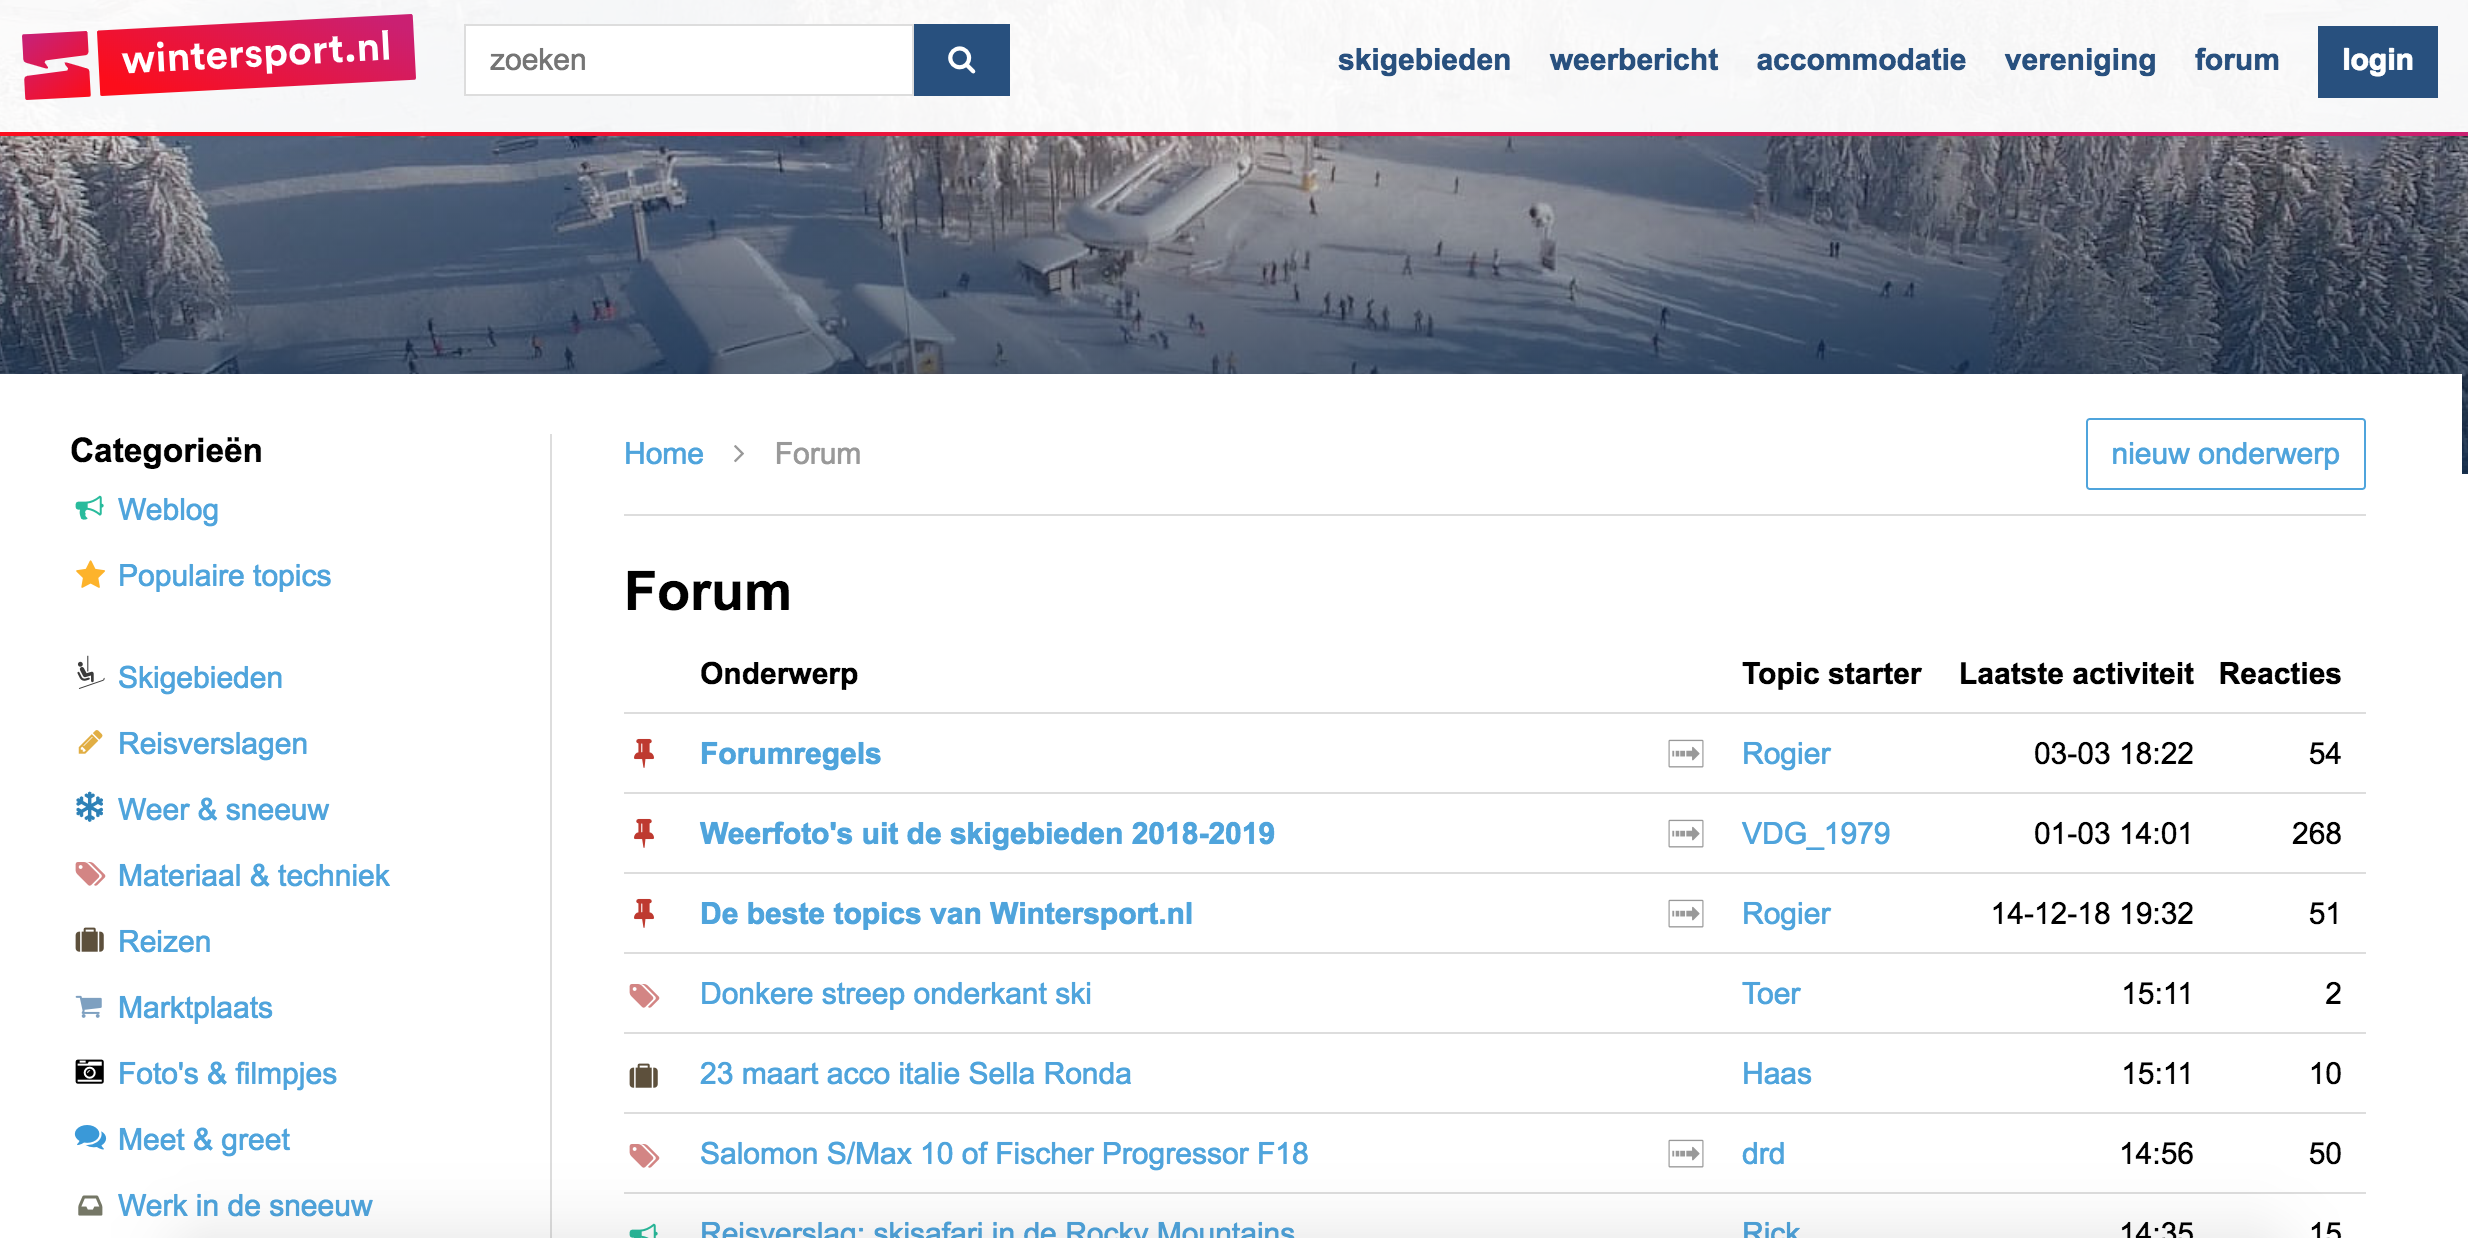 wintersport.nl
zoeken
skigebieden weerbericht accommodatie vereniging forum login
Categorieën
Weblog
Populaire topics
Skigebieden
Reisverslagen
Weer & sneeuw
Materiaal & techniek
Reizen
Marktplaats
Foto's & filmpjes
Meet & greet
Werk in de sneeuw
Home > Forum
nieuw onderwerp
Forum
Onderwerp Topic starter Laatste activiteit Reacties
Forumregels Rogier 03-03 18:22 54
Weerfoto's uit de skigebieden 2018-2019 VDG_1979 01-03 14:01 268
De beste topics van Wintersport.nl Rogier 14-12-18 19:32 51
Donkere streep onderkant ski Toer 15:11 2
23 maart acco italie Sella Ronda Haas 15:11 10
Salomon S/Max 10 of Fischer Progressor F18 drd 14:56 50
Reisverslag: skisafari in de Rocky Mountains Rick 14:35 15